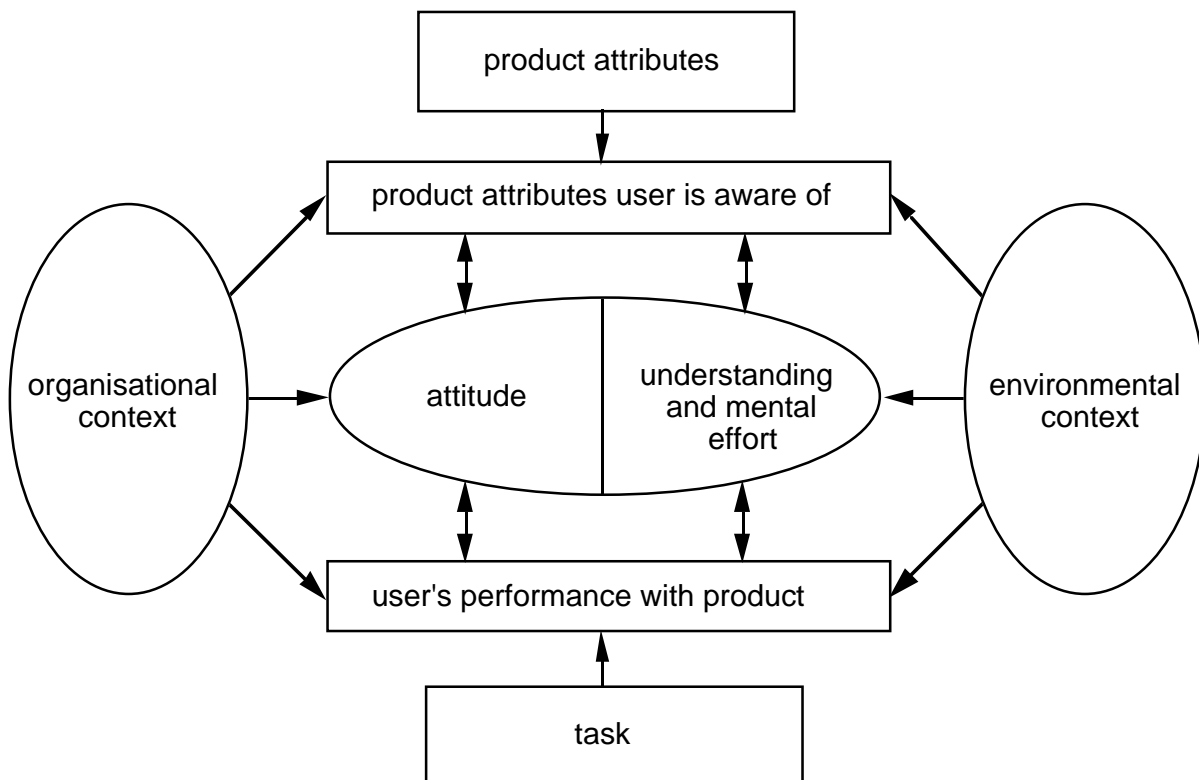 product attributes
product attributes user is aware of
organisational
context
attitude
understanding
and mental
effort
environmental
context
user's performance with product
task